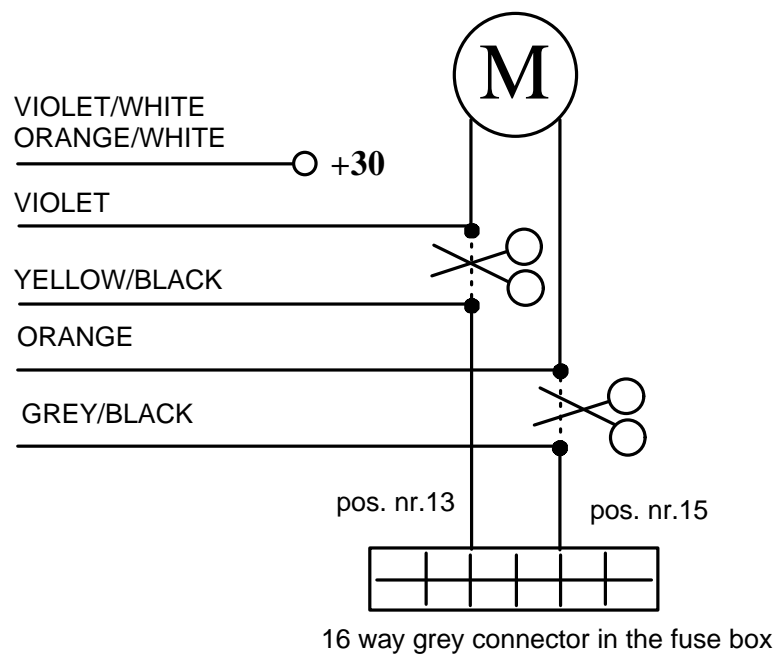 M
VIOLET/WHITE
ORANGE/WHITE
+30
VIOLET
YELLOW/BLACK
ORANGE
GREY/BLACK
pos. nr.13
pos. nr.15
16 way grey connector in the fuse box